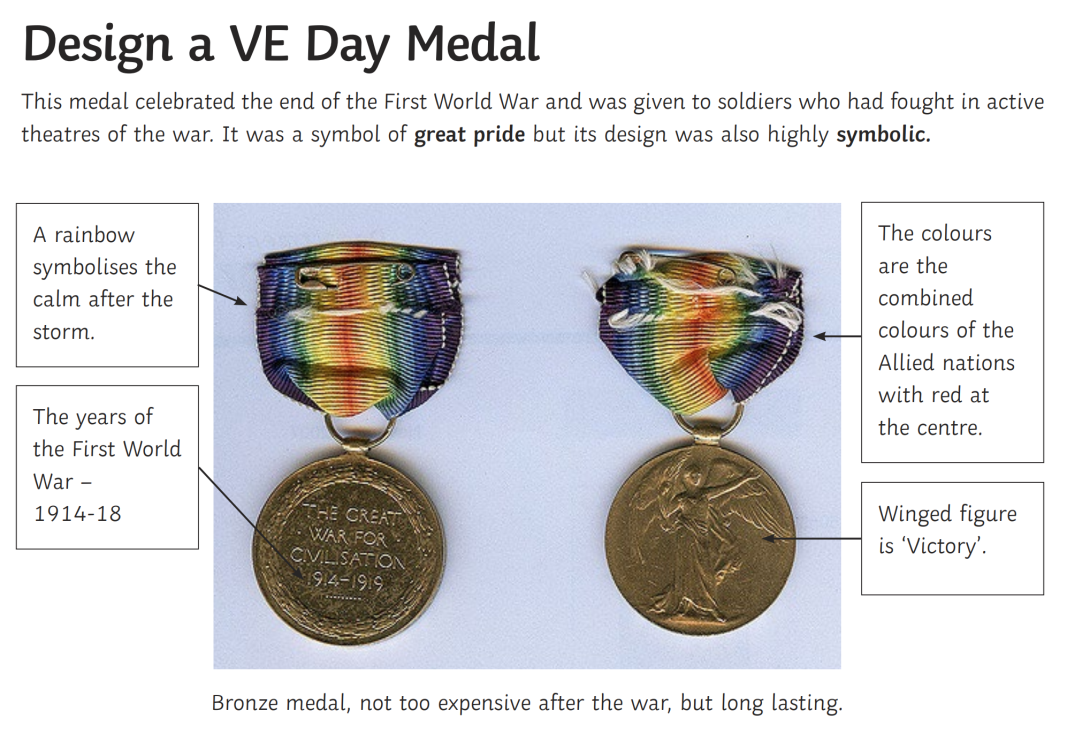 Design a VE Day Medal
This medal celebrated the end of the First World War and was given to soldiers who had fought in active
theatres of the war. It was a symbol of great pride but its design was also highly symbolic.
A rainbow
symbolises the
calm after the
storm.
The years of
the First World
War –
1914-18
THE GREAT
WAR FOR
CIVILISATION
1914-1919
The colours
are the
combined
colours of the
Allied nations
with red at
the centre.
Winged figure
is ‘Victory’.
Bronze medal, not too expensive after the war, but long lasting.